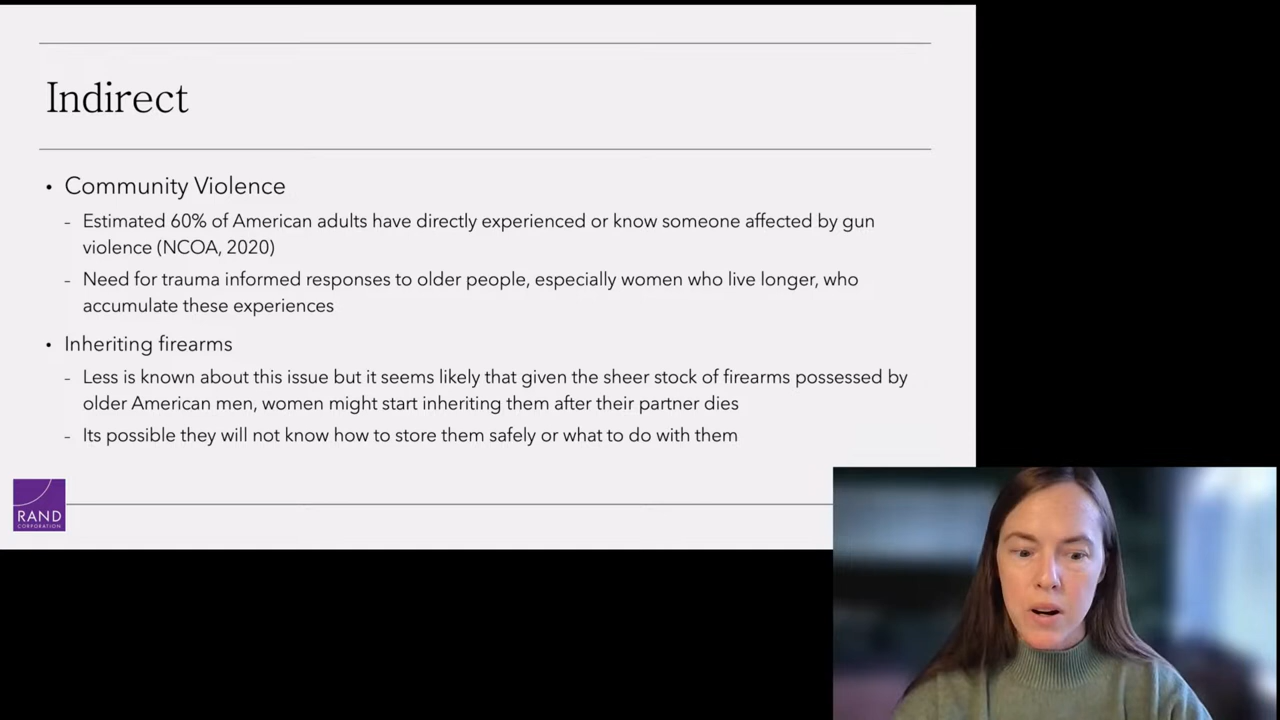 Indirect
• Community Violence
- Estimated 60% of American adults have directly experienced or know someone affected by gun
violence (NCOA, 2020)
- Need for trauma informed responses to older people, especially women who live longer, who
accumulate these experiences
• Inheriting firearms
- Less is known about this issue but it seems likely that given the sheer stock of firearms possessed by
older American men, women might start inheriting them after their partner dies
- Its possible they will not know how to store them safely or what to do with them
RAND
CORPORATION